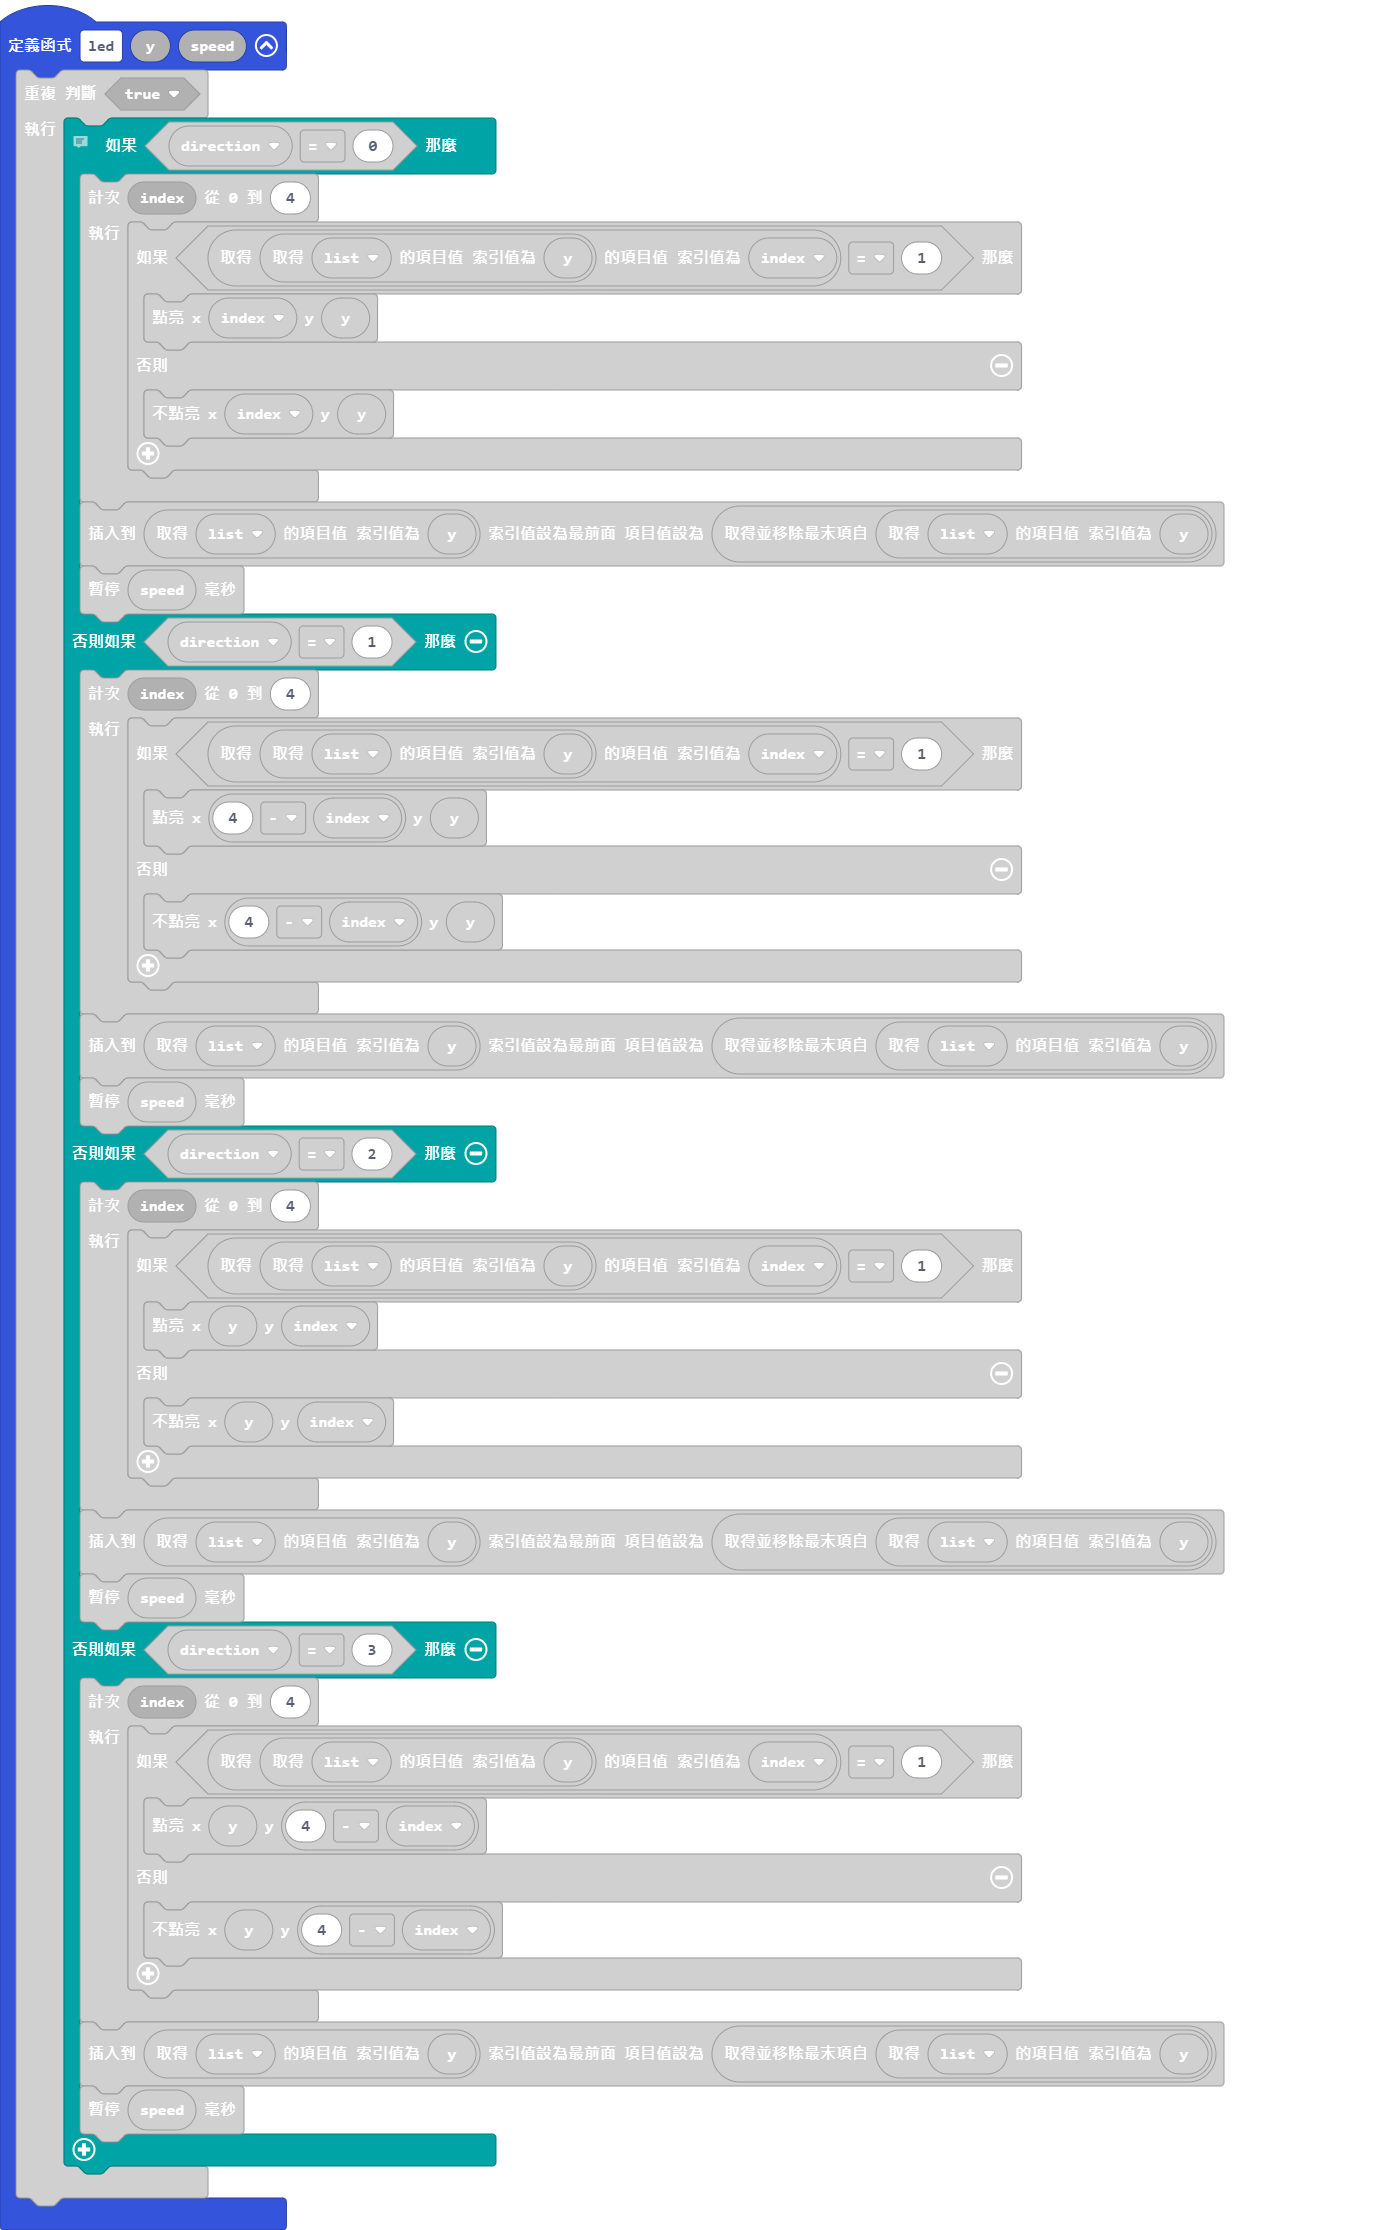 定義函式 led y speed
重複 判斷 true
執行
如果 direction = 0 那麼
計次 index 從 0 到 4
執行
如果 取得 取得 list 的項目值 索引值為 y 的項目值 索引值為 index = 1 那麼
點亮 x index y y
否則
不點亮 x index y y
插入到 取得 list 的項目值 索引值為 y 索引值設為最前面 項目值設為 取得並移除最末項自 取得 list 的項目值 索引值為 y
暫停 speed 毫秒
否則如果 direction = 1 那麼
計次 index 從 0 到 4
執行
如果 取得 取得 list 的項目值 索引值為 y 的項目值 索引值為 index = 1 那麼
點亮 x 4 - index y y
否則
不點亮 x 4 - index y y
插入到 取得 list 的項目值 索引值為 y 索引值設為最前面 項目值設為 取得並移除最末項自 取得 list 的項目值 索引值為 y
暫停 speed 毫秒
否則如果 direction = 2 那麼
計次 index 從 0 到 4
執行
如果 取得 取得 list 的項目值 索引值為 y 的項目值 索引值為 index = 1 那麼
點亮 x y y index
否則
不點亮 x y y index
插入到 取得 list 的項目值 索引值為 y 索引值設為最前面 項目值設為 取得並移除最末項自 取得 list 的項目值 索引值為 y
暫停 speed 毫秒
否則如果 direction = 3 那麼
計次 index 從 0 到 4
執行
如果 取得 取得 list 的項目值 索引值為 y 的項目值 索引值為 index = 1 那麼
點亮 x y y 4 - index
否則
不點亮 x y y 4 - index
插入到 取得 list 的項目值 索引值為 y 索引值設為最前面 項目值設為 取得並移除最末項自 取得 list 的項目值 索引值為 y
暫停 speed 毫秒